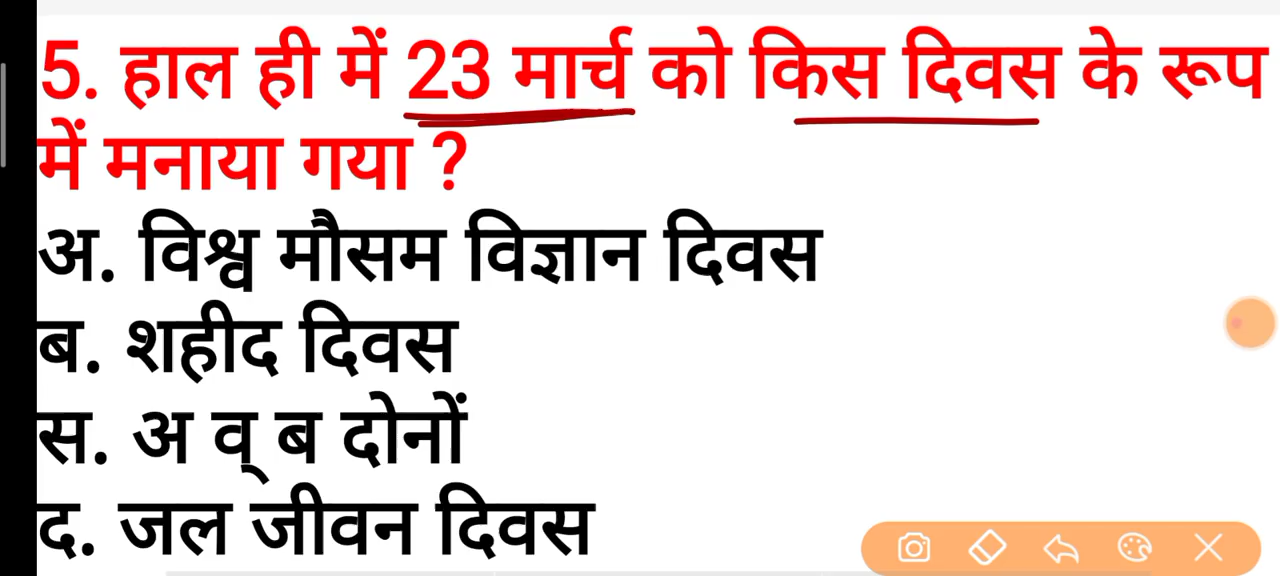 5. हाल ही में 23 मार्च को किस दिवस के रूप
में मनाया गया ?
अ. विश्व मौसम विज्ञान दिवस
ब. शहीद दिवस
स. अ व् ब दोनों
द. जल जीवन दिवस